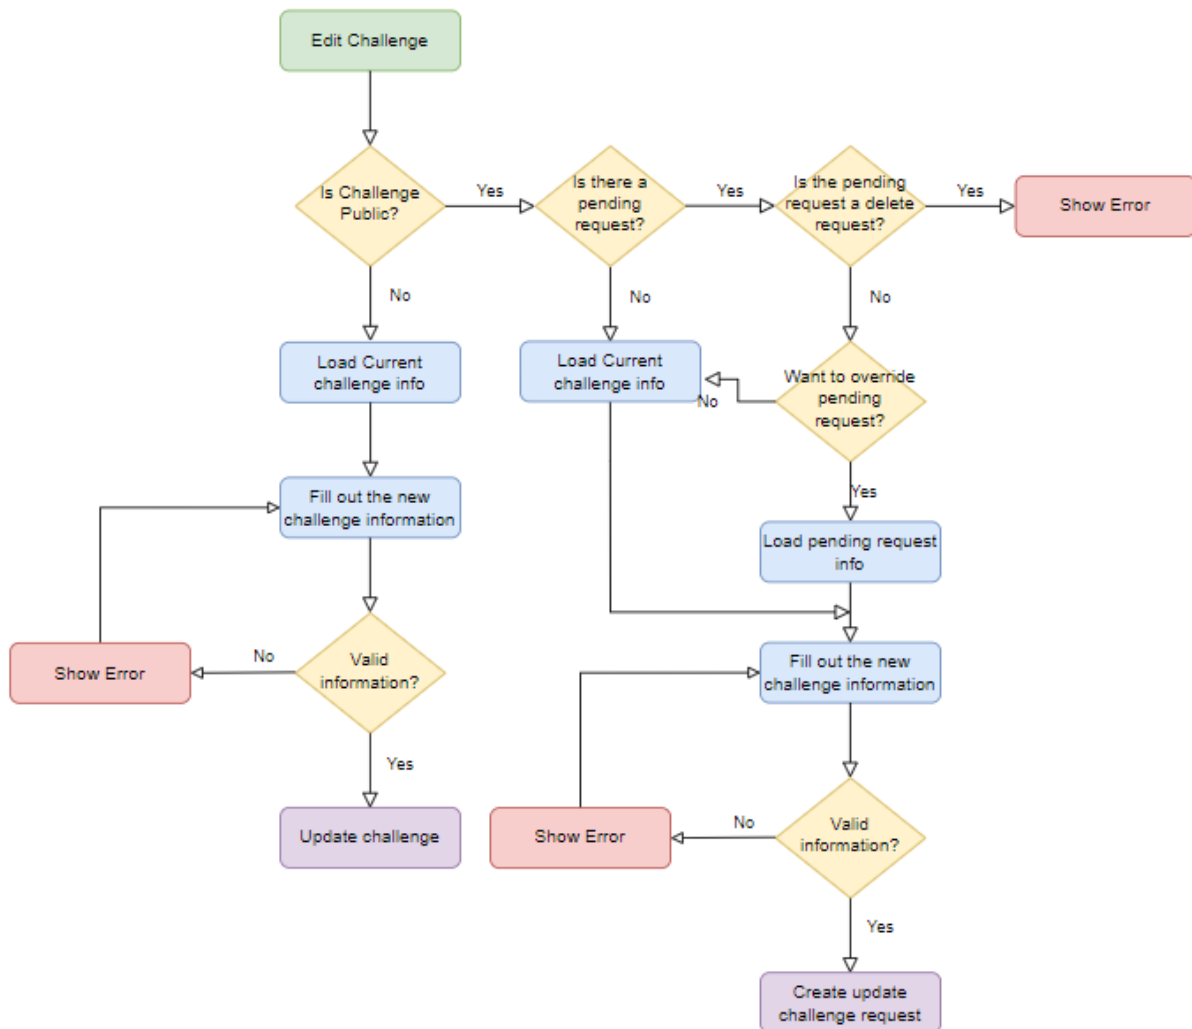 Edit Challenge
Is Challenge
Public?
Yes
Is there a
pending
request?
Yes
Is the pending
request a delete
request?
Yes
Show Error
No
No
No
Load Current
challenge info
Load Current
challenge info
No
Want to override
pending
request?
Yes
Fill out the new
challenge information
Load pending request
info
Show Error
No
Valid
information?
Fill out the new
challenge information
Yes
Update challenge
Show Error
No
Valid
information?
Yes
Create update
challenge request